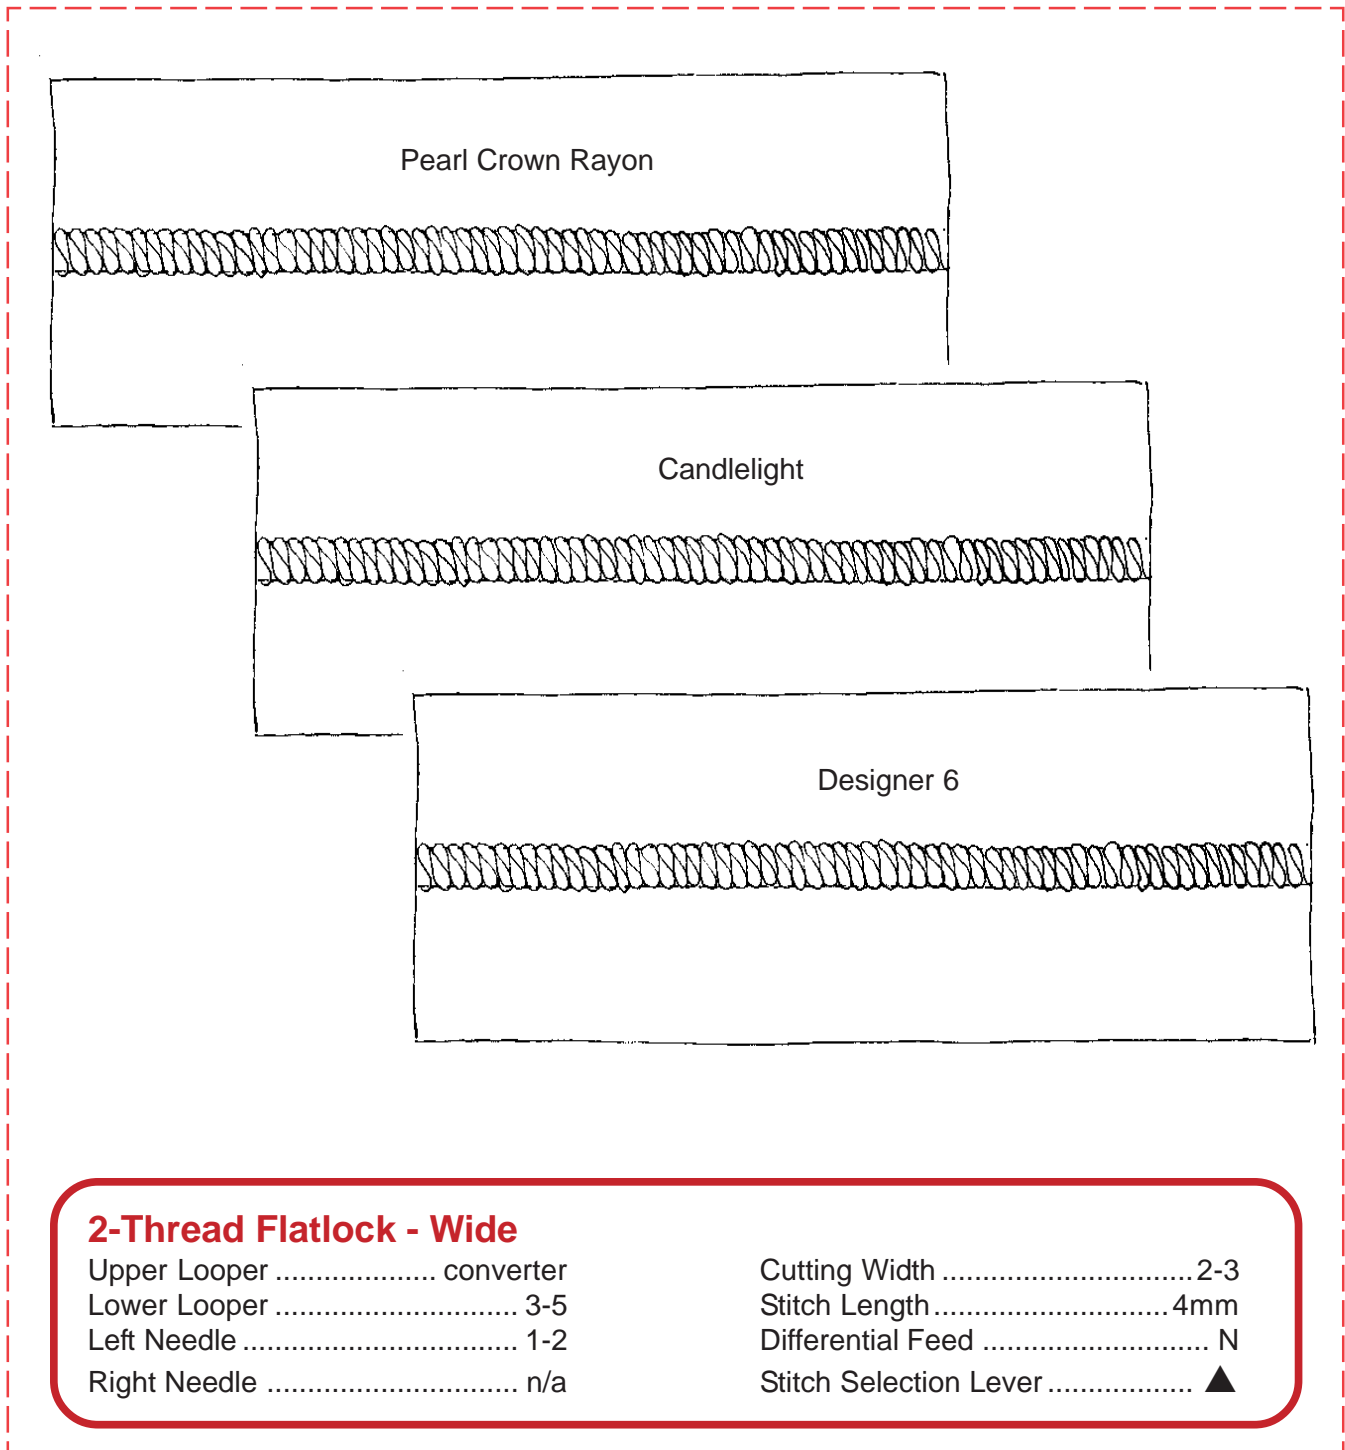 Pearl Crown Rayon
Candlelight
Designer 6
2-Thread Flatlock - Wide
Upper Looper .................... converter
Lower Looper .............................. 3-5
Left Needle .................................. 1-2
Right Needle ............................... n/a
Cutting Width ............................... 2-3
Stitch Length ............................. 4mm
Differential Feed ............................ N
Stitch Selection Lever .................. ▲